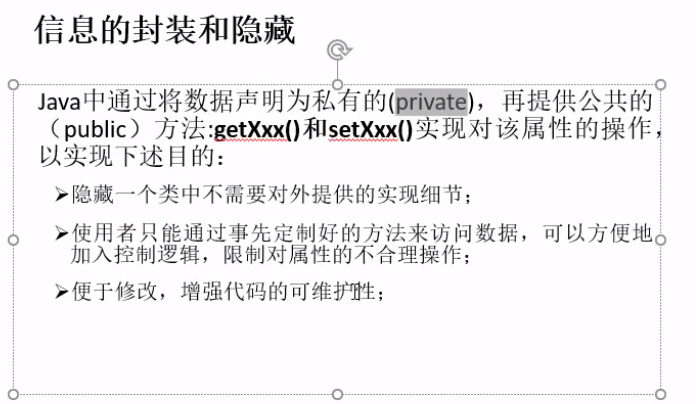 信息的封装和隐藏
Java中通过将数据声明为私有的(private)，再提供公共的
（public）方法:getXxx()和setXxx()实现对该属性的操作，
以实现下述目的：
➢隐藏一个类中不需要对外提供的实现细节；
➢使用者只能通过事先定制好的方法来访问数据，可以方便地
加入控制逻辑，限制对属性的不合理操作；
➢便于修改，增强代码的可维护性；